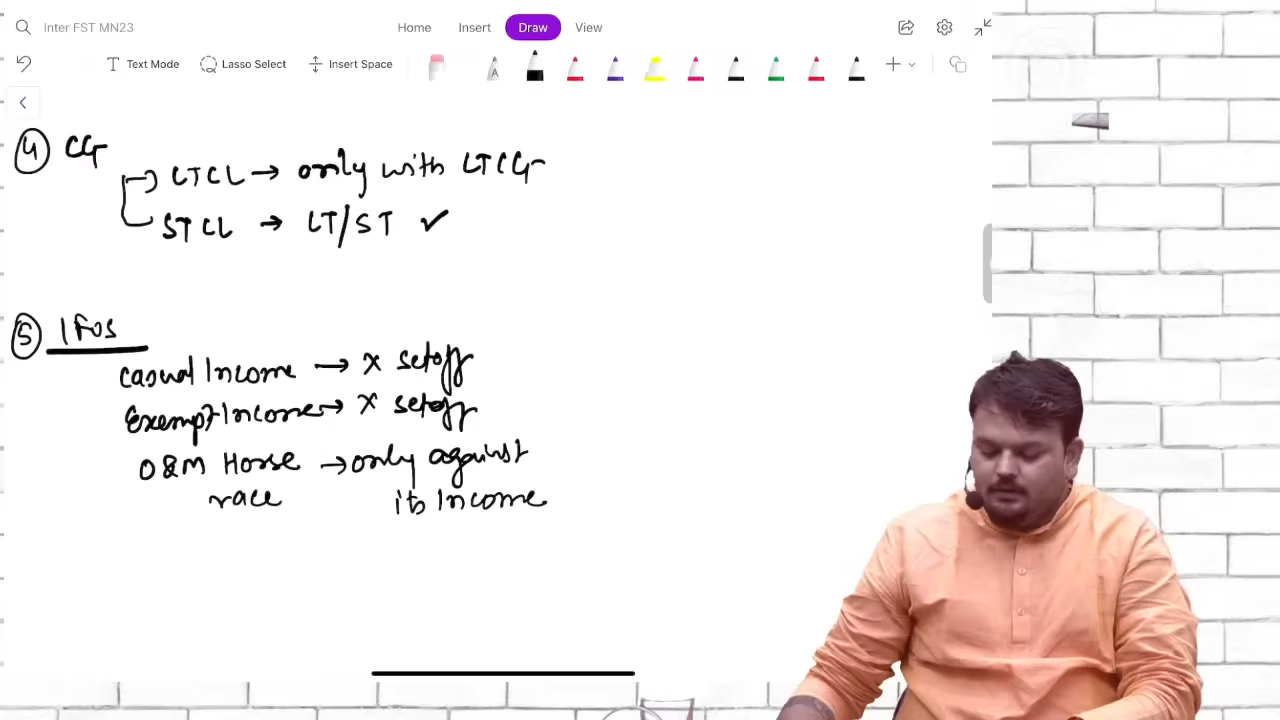 Inter FST MN23
Home Insert Draw View
Text Mode Lasso Select Insert Space
④ CG
→ LTCL → only with LTCG
STCL → LT/ST ✓
⑤ IFOS
Casual Income → X setoff
Exempt Income → X setoff
O&M Horse → only against
race its Income